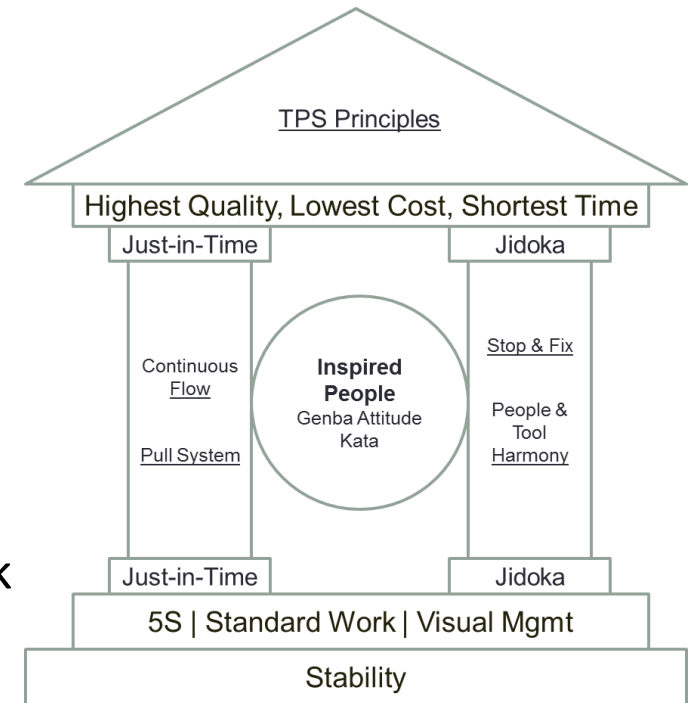 TPS Principles
Highest Quality, Lowest Cost, Shortest Time
Just-in-Time
Jidoka
Continuous
Flow
Pull System
Inspired
People
Genba Attitude
Kata
Stop & Fix
People &
Tool
Harmony
k
Just-in-Time
Jidoka
5S | Standard Work | Visual Mgmt
Stability